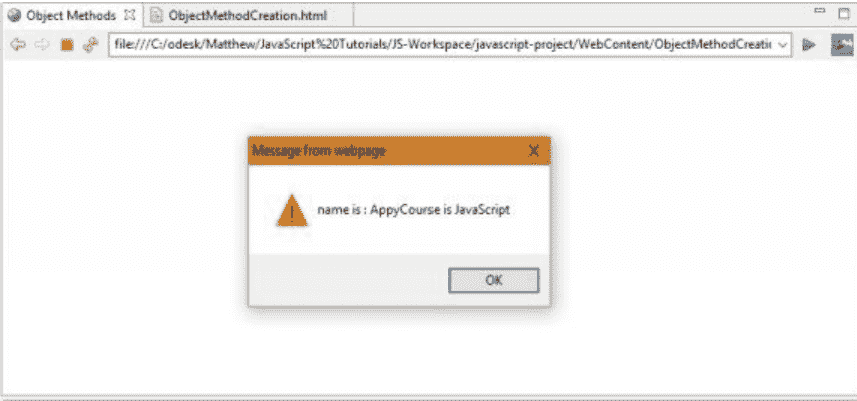 Object Methods
ObjectMethodCreation.html
file:///C:/odesk/Matthew/JavaScript%20Tutorials/JS-Workspace/javascript-project/WebContent/ObjectMethodCreatio
Message from webpage
name is : AppyCourse is JavaScript
OK